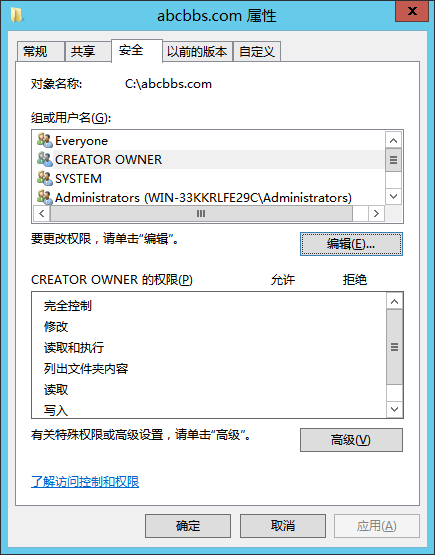 abcbbs.com 属性
常规 共享 安全 以前的版本 自定义
对象名称: C:\abcbbs.com
组或用户名(G):
Everyone
CREATOR OWNER
SYSTEM
Administrators (WIN-33KKRLFE29C\Administrators)
要更改权限，请单击“编辑”。 编辑(E)...
CREATOR OWNER 的权限(P) 允许 拒绝
完全控制
修改
读取和执行
列出文件夹内容
读取
写入
有关特殊权限或高级设置，请单击“高级”。 高级(V)
了解访问控制和权限
确定 取消 应用(A)